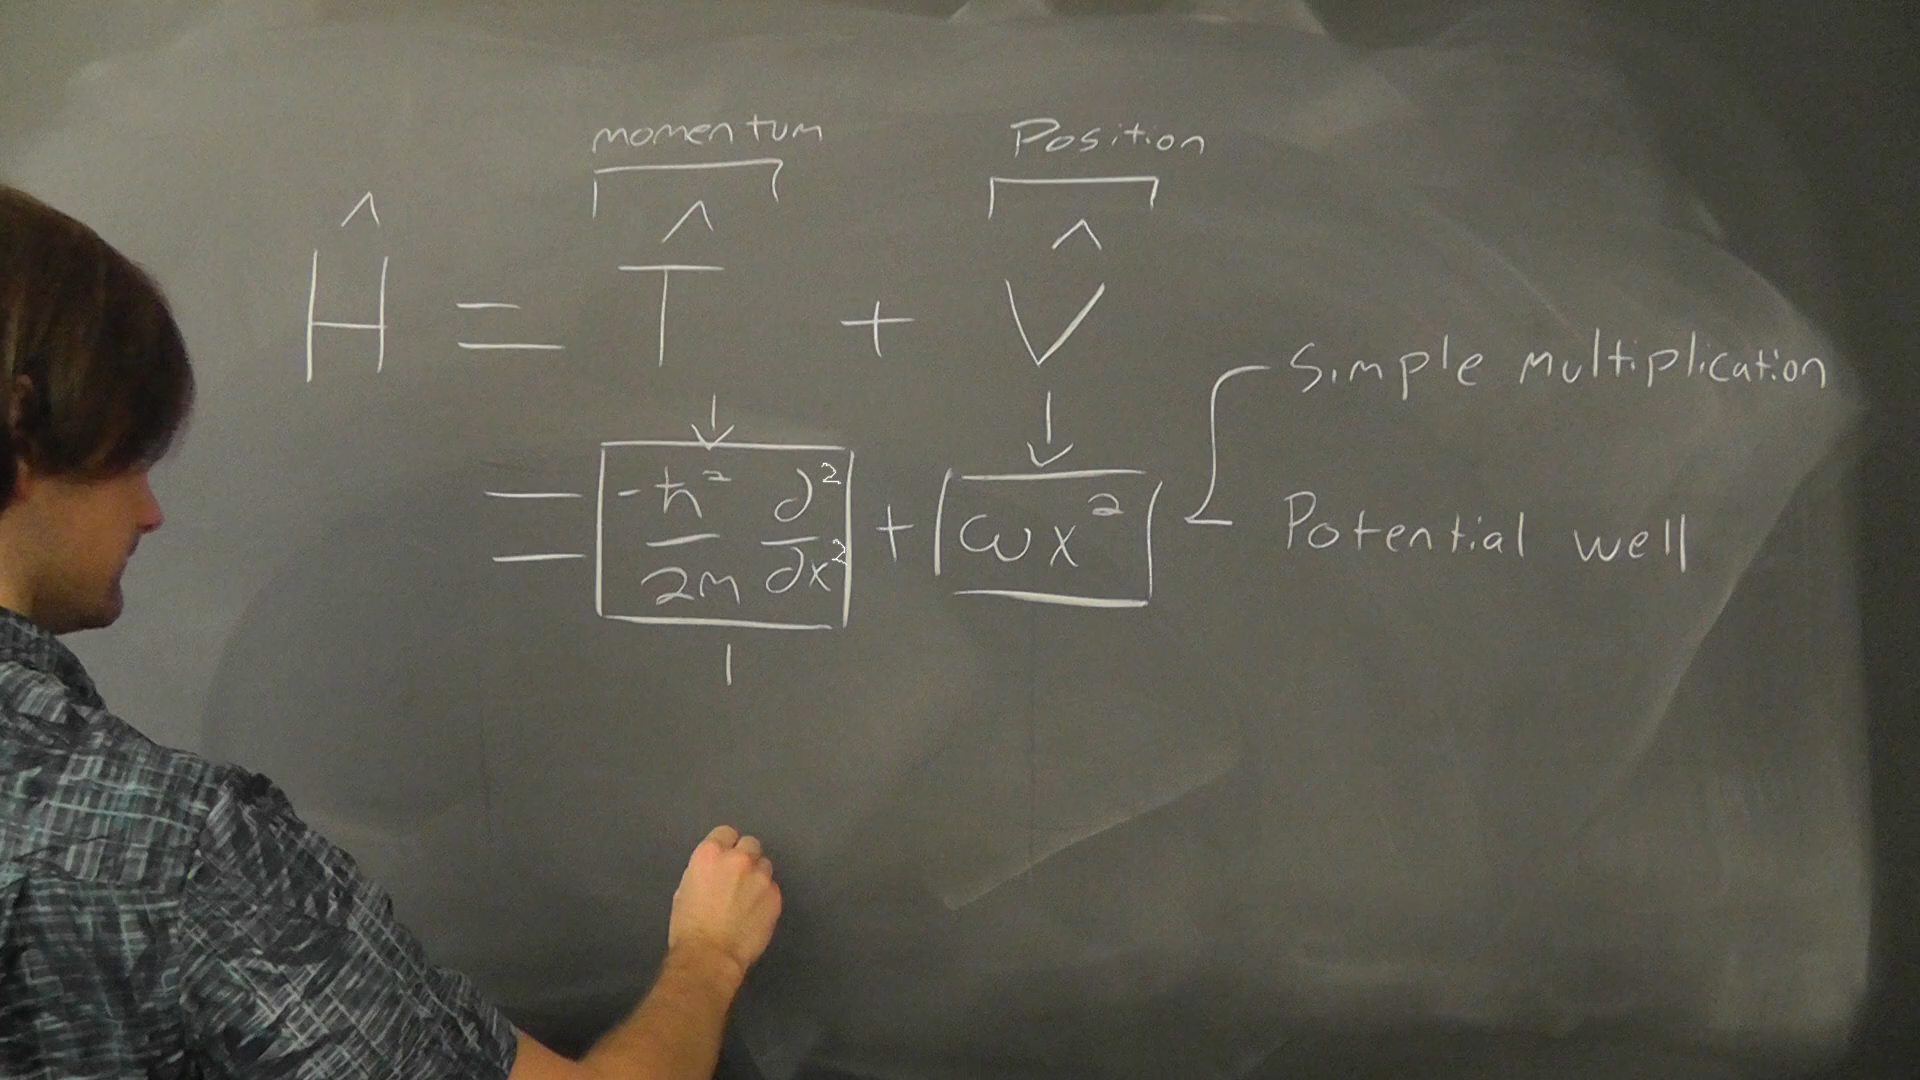 momentum Position
Ĥ = T̂ + V̂
Simple multiplication
= -ħ²/2m ∂²/∂x² + ωx²
Potential well